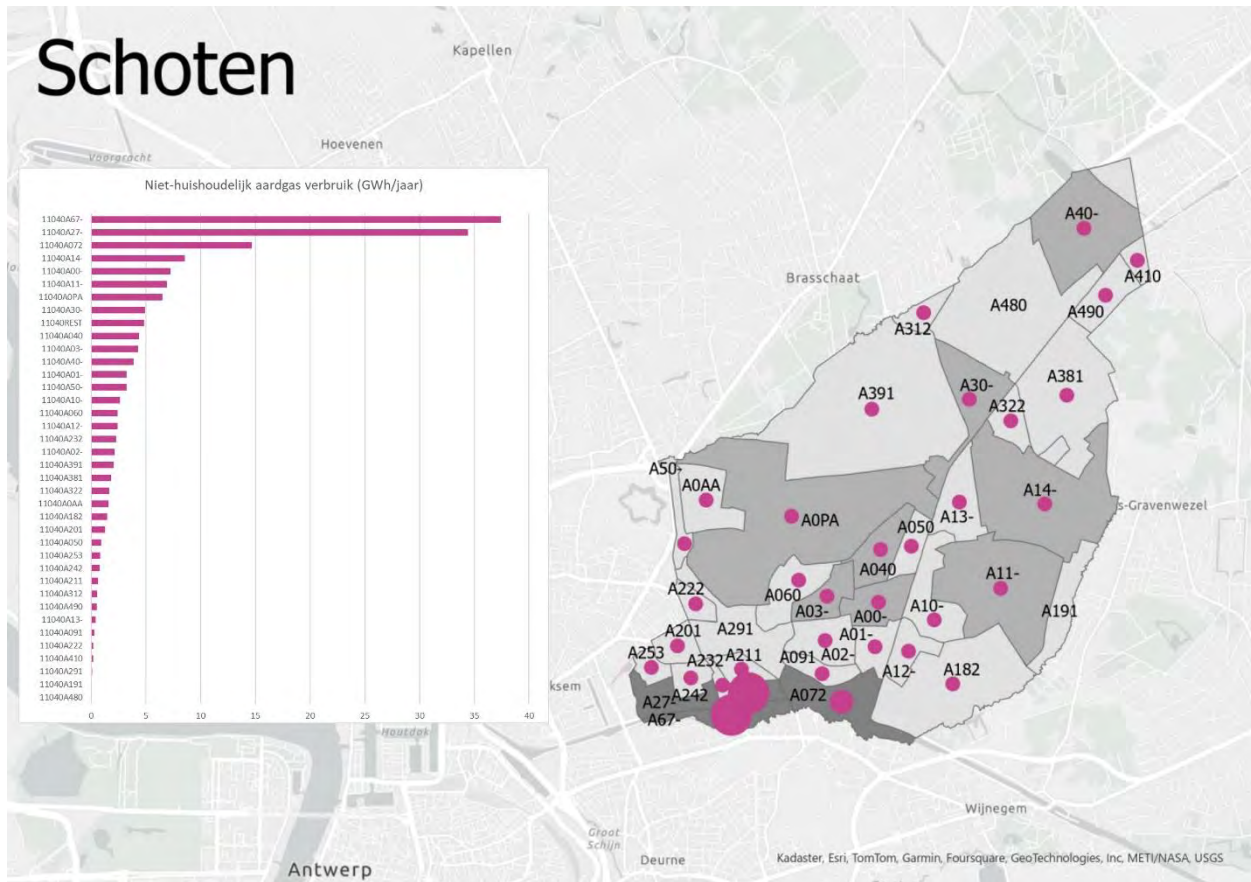 Schoten
Kapellen
Hoevenen
Voorgracht
Niet-huishoudelijk aardgas verbruik (GWh/jaar)
11040A67-
11040A27-
11040A072
11040A14-
11040A00-
11040A11-
11040A0PA
11040A30-
11040REST
11040A040
11040A03-
11040A40-
11040A01-
11040A50-
11040A10-
11040A060
11040A12-
11040A232
11040A02-
11040A391
11040A381
11040A322
11040A0AA
11040A182
11040A201
11040A050
11040A253
11040A242
11040A211
11040A312
11040A490
11040A13-
11040A091
11040A222
11040A410
11040A291
11040A191
11040A480
0 5 10 15 20 25 30 35 40
Brasschaat
A40-
A410
A480
A490
A312
A381
A30-
A391
A322
A50-
A0AA
A14-
s-Gravenwezel
A13-
A0PA
A050
A040
A11-
A222
A060
A03-
A00-
A10-
A191
A201
A291
A01-
A253
A232
A211
A091
A02-
A12-
A182
ksem
A27-
A242
A072
A67-
Houtdok
Wijnegem
Groot
Schijn
Deurne
Antwerp
Kadaster, Esri, TomTom, Garmin, Foursquare, GeoTechnologies, Inc, METI/NASA, USGS